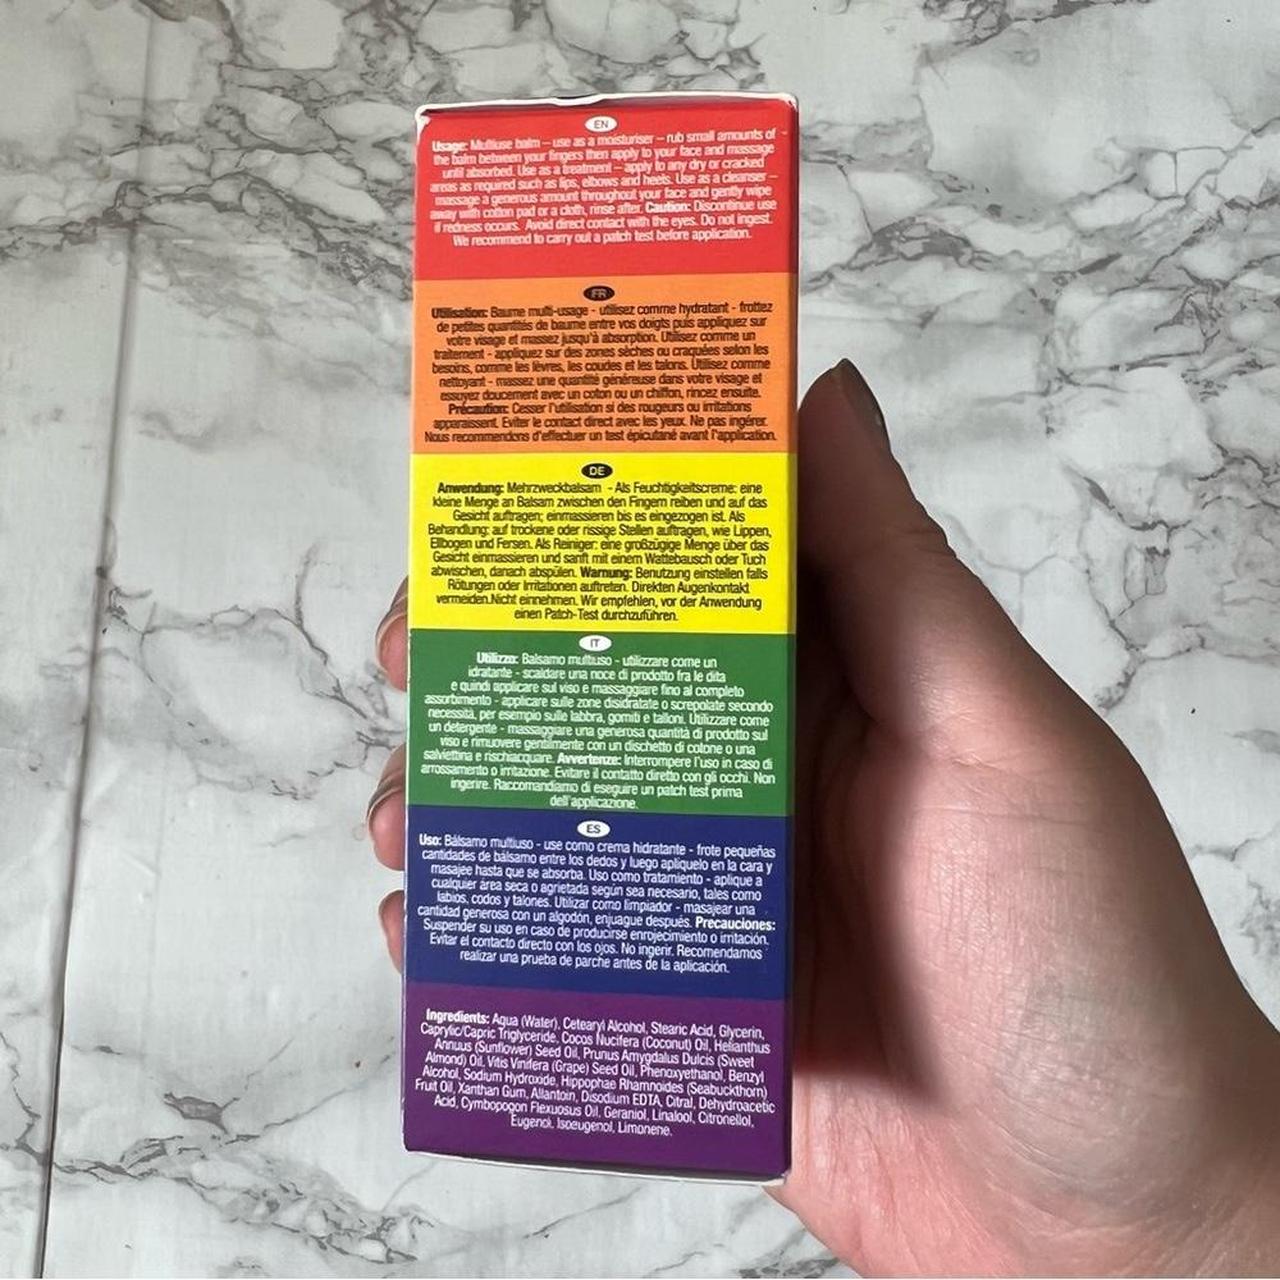 EN
Usage: Multiuse balm – use as a moisturiser – rub small amounts of
the balm between your fingers then apply to your face and massage
until absorbed. Use as a treatment – apply to any dry or cracked
areas as required such as lips, elbows and heels. Use as a cleanser –
massage a generous amount throughout your face and gently wipe
away with cotton pad or a cloth, rinse after. Caution: Discontinue use
if redness occurs. Avoid direct contact with the eyes. Do not ingest.
We recommend to carry out a patch test before application.
FR
Utilisation: Baume multi-usage - utilisez comme hydratant - frottez
de petites quantités de baume entre vos doigts puis appliquez sur
votre visage et massez jusqu'à absorption. Utilisez comme un
traitement - appliquez sur des zones sèches ou craquées selon les
besoins, comme les lèvres, les coudes et les talons. Utilisez comme
nettoyant - massez une quantité généreuse dans votre visage et
essuyez doucement avec un coton ou un chiffon, rincez ensuite.
Précaution: Cesser l'utilisation si des rougeurs ou irritations
apparaissent. Eviter le contact direct avec les yeux. Ne pas ingérer.
Nous recommendons d'effectuer un test épicutané avant l'application.
DE
Anwendung: Mehrzweckbalsam - Als Feuchtigkeitscreme: eine
kleine Menge an Balsam zwischen den Fingern reiben und auf das
Gesicht auftragen; einmassieren bis es eingezogen ist. Als
Behandlung: auf trockene oder rissige Stellen auftragen, wie Lippen,
Ellbogen und Fersen. Als Reiniger: eine großzügige Menge über das
Gesicht einmassieren und sanft mit einem Wattebausch oder Tuch
abwischen, danach abspülen. Warnung: Benutzung einstellen falls
Rötungen oder Irritationen auftreten. Direkten Augenkontakt
vermeiden.Nicht einnehmen. Wir empfehlen, vor der Anwendung
einen Patch-Test durchzuführen.
IT
Utilizzo: Balsamo multiuso - utilizzare come un
idratante - scaldare una noce di prodotto fra le dita
e quindi applicare sul viso e massaggiare fino al completo
assorbimento - applicare sulle zone disidratate o screpolate secondo
necessità, per esempio sulle labbra, gomiti e talloni. Utilizzare come
un detergente - massaggiare una generosa quantità di prodotto sul
viso e rimuovere gentilmente con un dischetto di cotone o una
salviettina e rischiacquare. Avvertenze: Interrompere l'uso in caso di
arrossamento o irritazione. Evitare il contatto diretto con gli occhi. Non
ingerire. Raccomandiamo di eseguire un patch test prima
dell'applicazione.
ES
Uso: Bálsamo multiuso - use como crema hidratante - frote pequeñas
cantidades de bálsamo entre los dedos y luego aplíquelo en la cara y
masajee hasta que se absorba. Uso como tratamiento - aplique a
cualquier área seca o agrietada según sea necesario, tales como
labios, codos y talones. Utilizar como limpiador - masajear una
cantidad generosa con un algodón, enjuague después. Precauciones:
Suspender su uso en caso de producirse enrojecimiento o irritación.
Evitar el contacto directo con los ojos. No ingerir. Recomendamos
realizar una prueba de parche antes de la aplicación.
Ingredients: Aqua (Water), Cetearyl Alcohol, Stearic Acid, Glycerin,
Caprylic/Capric Triglyceride, Cocos Nucifera (Coconut) Oil, Helianthus
Annuus (Sunflower) Seed Oil, Prunus Amygdalus Dulcis (Sweet
Almond) Oil, Vitis Vinifera (Grape) Seed Oil, Phenoxyethanol, Benzyl
Alcohol, Sodium Hydroxide, Hippophae Rhamnoides (Seabuckthorn)
Fruit Oil, Xanthan Gum, Allantoin, Disodium EDTA, Citral, Dehydroacetic
Acid, Cymbopogon Flexuosus Oil, Geraniol, Linalool, Citronellol,
Eugenol, Isoeugenol, Limonene.